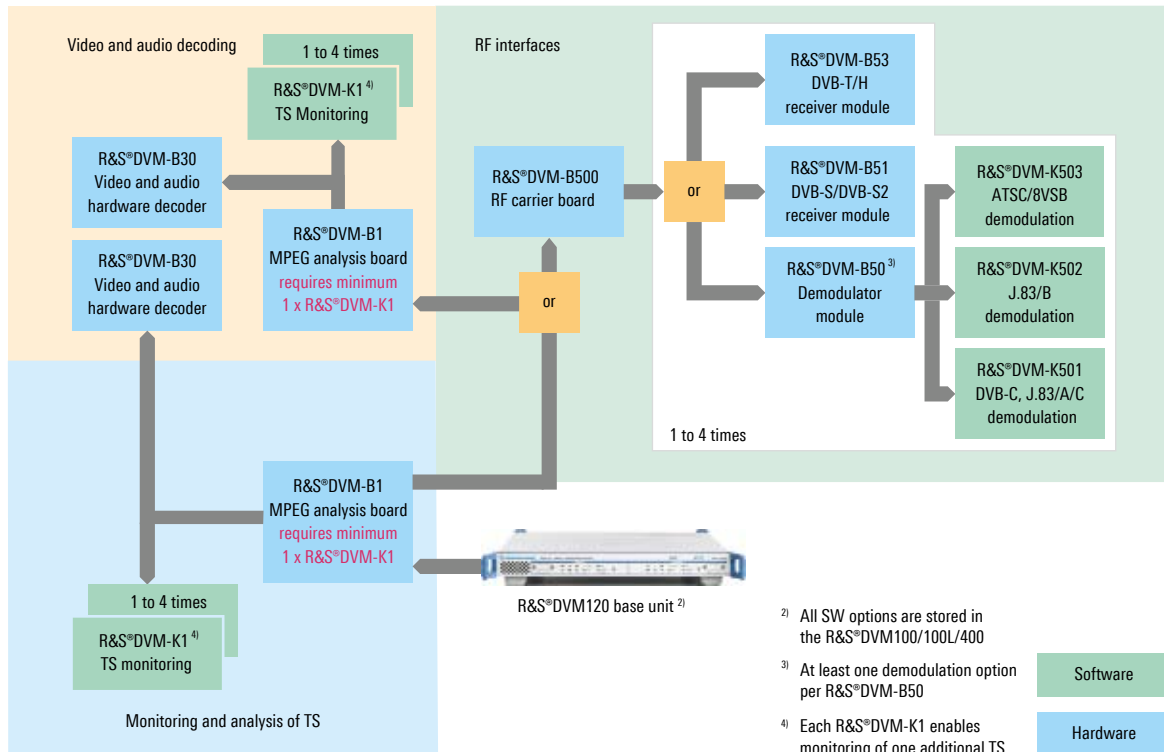 Video and audio decoding
1 to 4 times
R&S®DVM-K1 4)
TS Monitoring
R&S®DVM-B30
Video and audio
hardware decoder
R&S®DVM-B30
Video and audio
hardware decoder
R&S®DVM-B1
MPEG analysis board
requires minimum
1 x R&S®DVM-K1
RF interfaces
R&S®DVM-B500
RF carrier board
or
or
R&S®DVM-B53
DVB-T/H
receiver module
R&S®DVM-B51
DVB-S/DVB-S2
receiver module
R&S®DVM-B50 3)
Demodulator
module
R&S®DVM-K503
ATSC/8VSB
demodulation
R&S®DVM-K502
J.83/B
demodulation
R&S®DVM-K501
DVB-C, J.83/A/C
demodulation
1 to 4 times
R&S®DVM-B1
MPEG analysis board
requires minimum
1 x R&S®DVM-K1
1 to 4 times
R&S®DVM-K1 4)
TS monitoring
Monitoring and analysis of TS
R&S®DVM120 base unit 2)
2) All SW options are stored in
the R&S®DVM100/100L/400
3) At least one demodulation option
per R&S®DVM-B50
4) Each R&S®DVM-K1 enables
monitoring of one additional TS
Software
Hardware